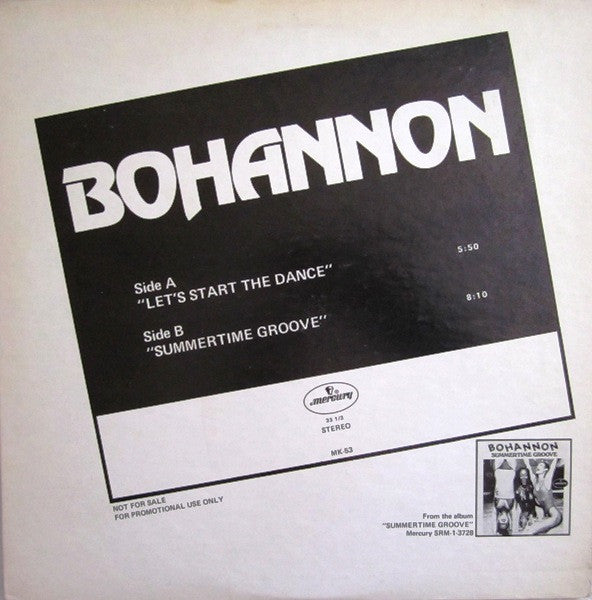 BOHANNON
Side A
"LET'S START THE DANCE" 5:50
Side B
"SUMMERTIME GROOVE" 8:10
mercury
33 1/3
STEREO
MK-53
NOT FOR SALE
FOR PROMOTIONAL USE ONLY
BOHANNON
SUMMERTIME GROOVE
From the album
"SUMMERTIME GROOVE"
Mercury SRM-1-3728